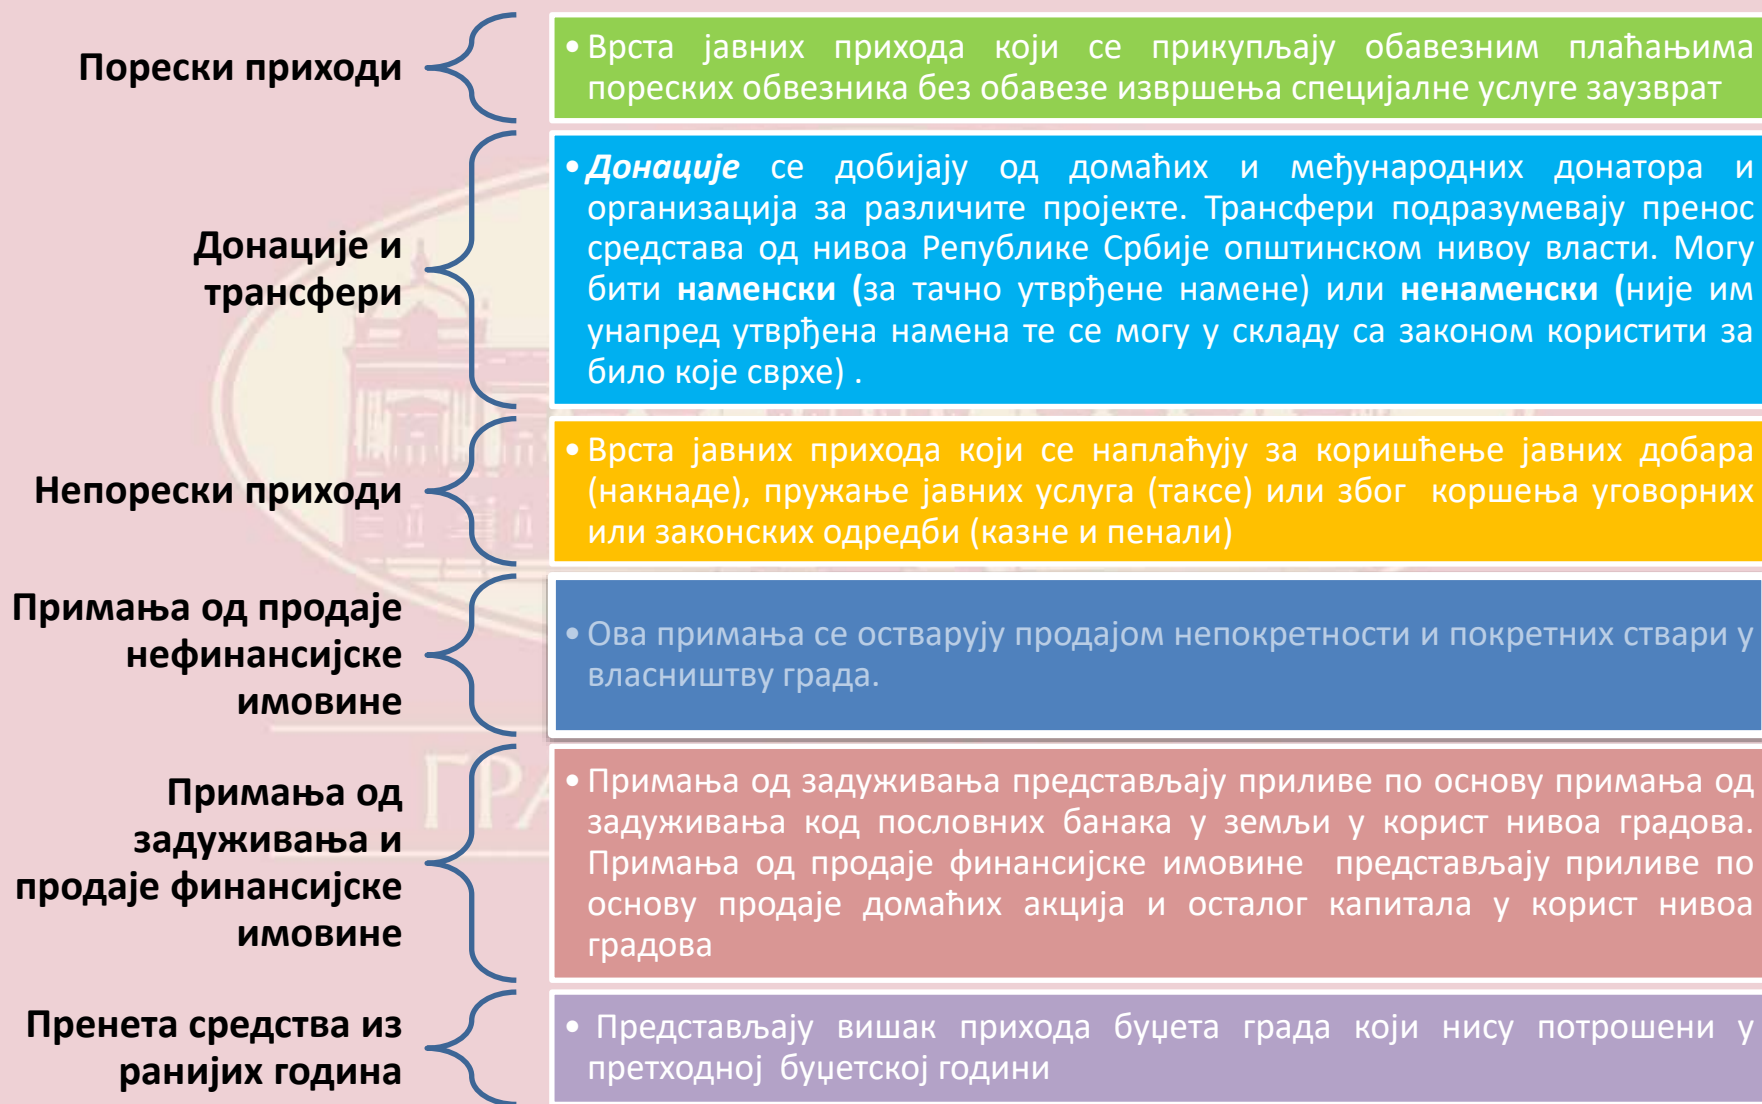 Порески приходи
• Врста јавних прихода који се прикупљају обавезним плаћањима
пореских обвезника без обавезе извршења специјалне услуге заузврат
Донације и
трансфери
• Донације се добијају од домаћих и међународних донатора и
организација за различите пројекте. Трансфери подразумевају пренос
средстава од нивоа Републике Србије општинском нивоу власти. Могу
бити наменски (за тачно утврђене намене) или ненаменски (није им
унапред утврђена намена те се могу у складу са законом користити за
било које сврхе) .
Непорески приходи
• Врста јавних прихода који се наплаћују за коришћење јавних добара
(накнаде), пружање јавних услуга (таксе) или због коршења уговорних
или законских одредби (казне и пенали)
Примања од продаје
нефинансијске
имовине
• Ова примања се остварују продајом непокретности и покретних ствари у
власништву града.
Примања од
задуживања и
продаје финансијске
имовине
• Примања од задуживања представљају приливе по основу примања од
задуживања код пословних банака у земљи у корист нивоа градова.
Примања од продаје финансијске имовине представљају приливе по
основу продаје домаћих акција и осталог капитала у корист нивоа
градова
Пренета средства из
ранијих година
• Представљају вишак прихода буџета града који нису потрошени у
претходној буџетској години